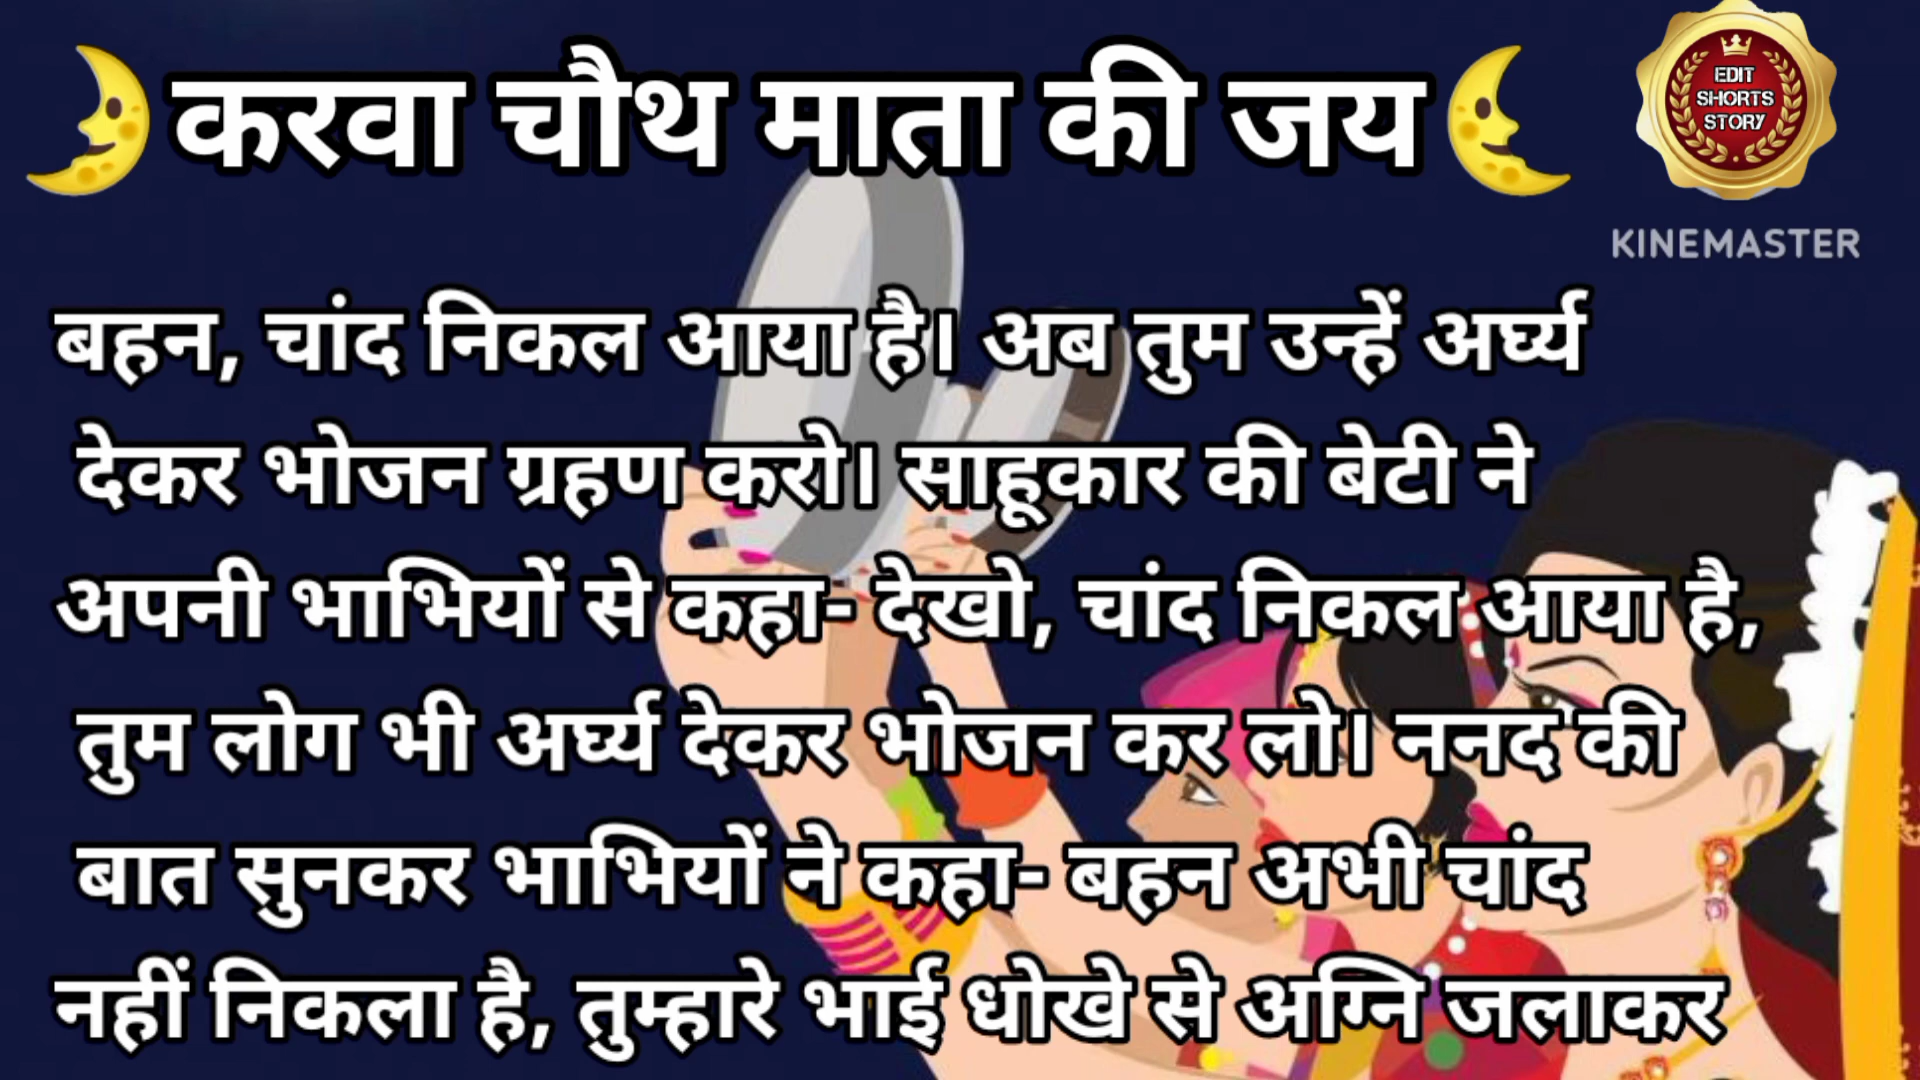 करवा चौथ माता की जय
EDIT
SHORTS
STORY
KINEMASTER
बहन, चांद निकल आया है। अब तुम उन्हें अर्घ्य
देकर भोजन ग्रहण करो। साहूकार की बेटी ने
अपनी भाभियों से कहा- देखो, चांद निकल आया है,
तुम लोग भी अर्घ्य देकर भोजन कर लो। ननद की
बात सुनकर भाभियों ने कहा- बहन अभी चांद
नहीं निकला है, तुम्हारे भाई धोखे से अग्नि जलाकर